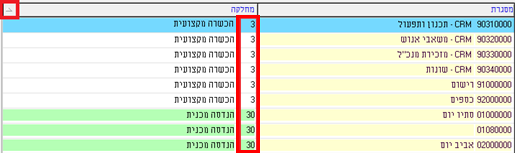 מסגרת מחלקה
90310000 CRM - תכנון ותפעול 3 הכשרה מקצועית
90320000 CRM - משאבי אנוש 3 הכשרה מקצועית
90330000 CRM - מזכירת מנכ"ל 3 הכשרה מקצועית
90340000 CRM - שונות 3 הכשרה מקצועית
91000000 רישום 3 הכשרה מקצועית
92000000 כספים 3 הכשרה מקצועית
01000000 סתיו יום 30 הנדסה מכנית
01080000 30 הנדסה מכנית
02000000 אביב יום 30 הנדסה מכנית